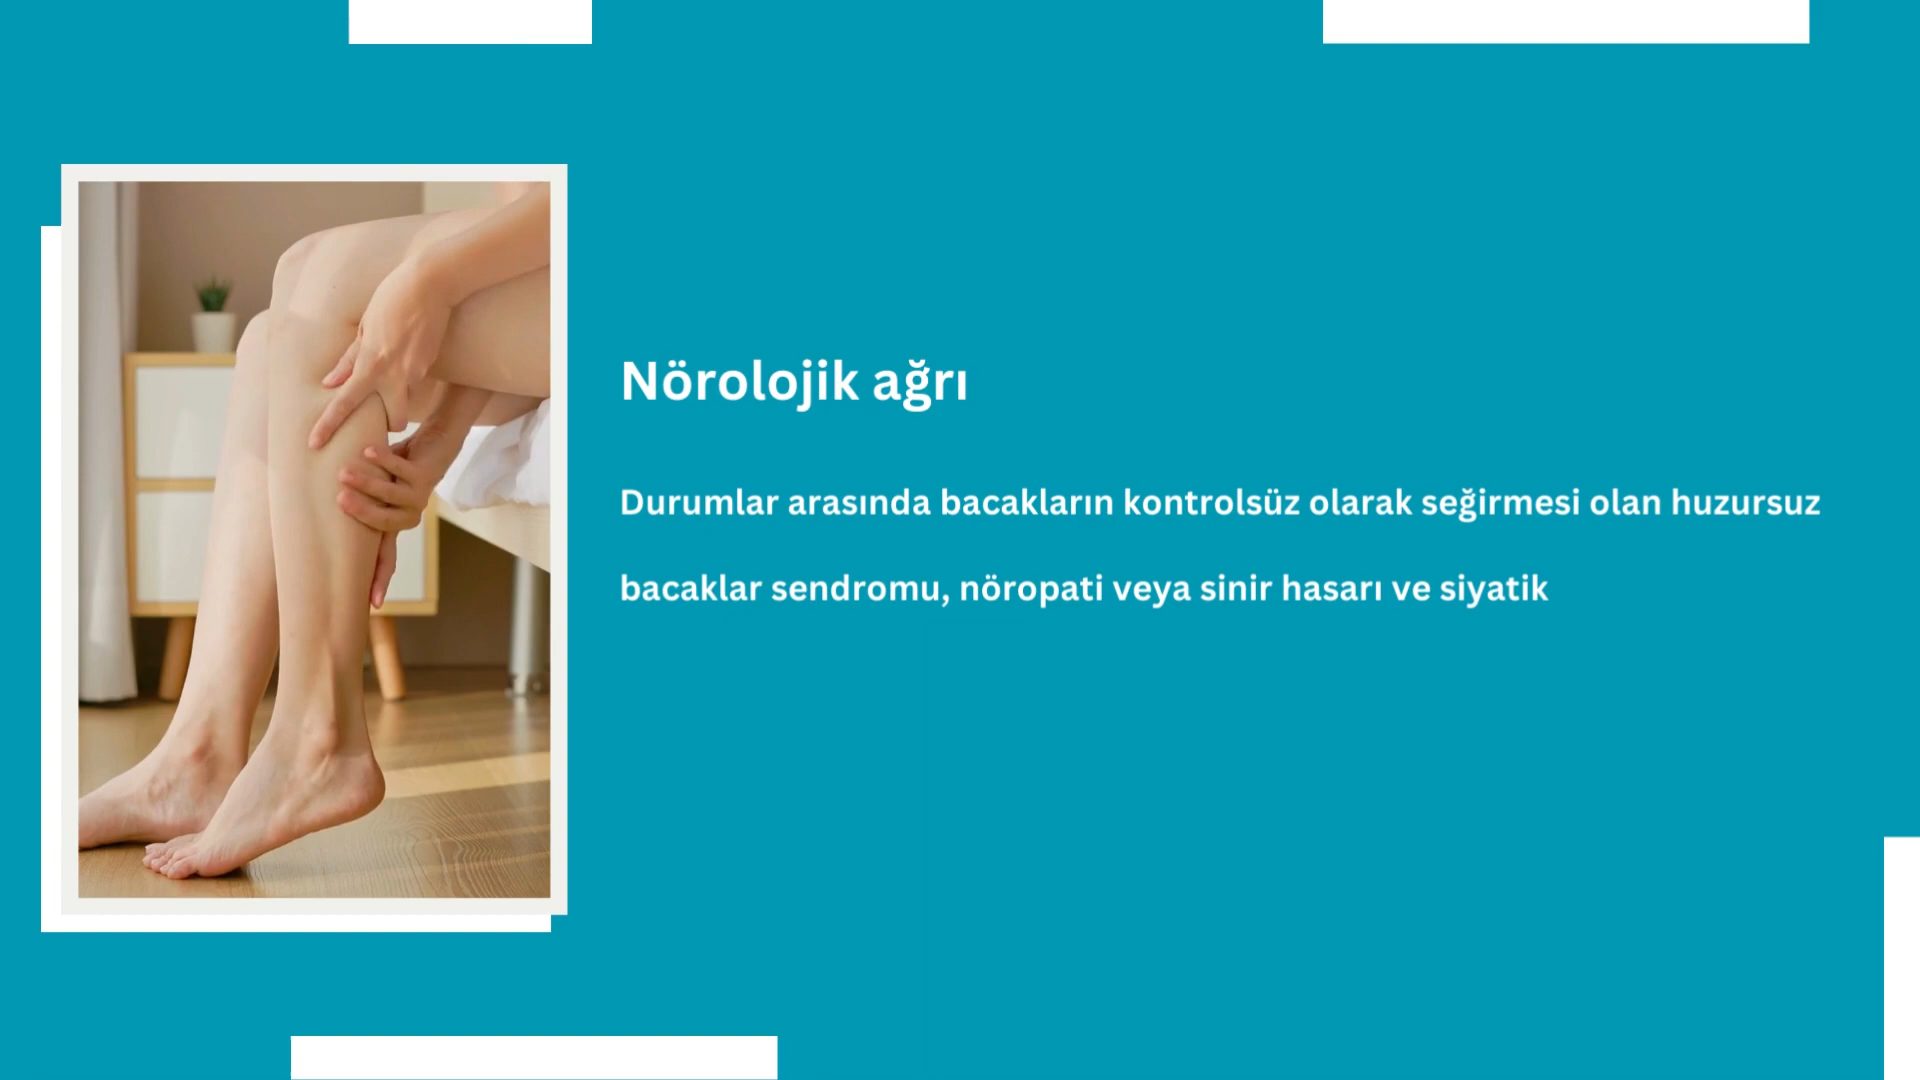 Nörolojik ağrı
Durumlar arasında bacakların kontrolsüz olarak seğirmesi olan huzursuz
bacaklar sendromu, nöropati veya sinir hasarı ve siyatik